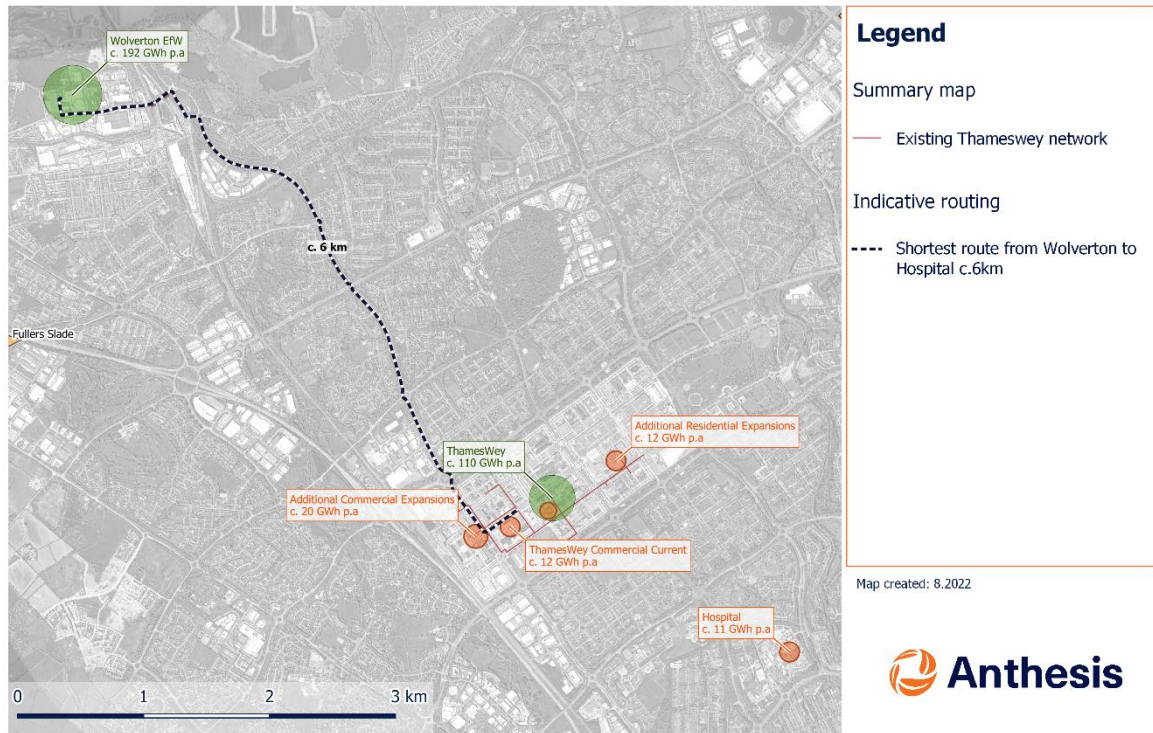 Wolverton EfW
c. 192 GWh p.a
c. 6 km
Fullers Slade
Additional Residential Expansions
c. 12 GWh p.a
ThamesWey
c. 110 GWh p.a
Additional Commercial Expansions
c. 20 GWh p.a
ThamesWey Commercial Current
c. 12 GWh p.a
Hospital
c. 11 GWh p.a
0 1 2 3 km
Legend
Summary map
Existing Thameswey network
Indicative routing
Shortest route from Wolverton to
Hospital c.6km
Map created: 8.2022
Anthesis